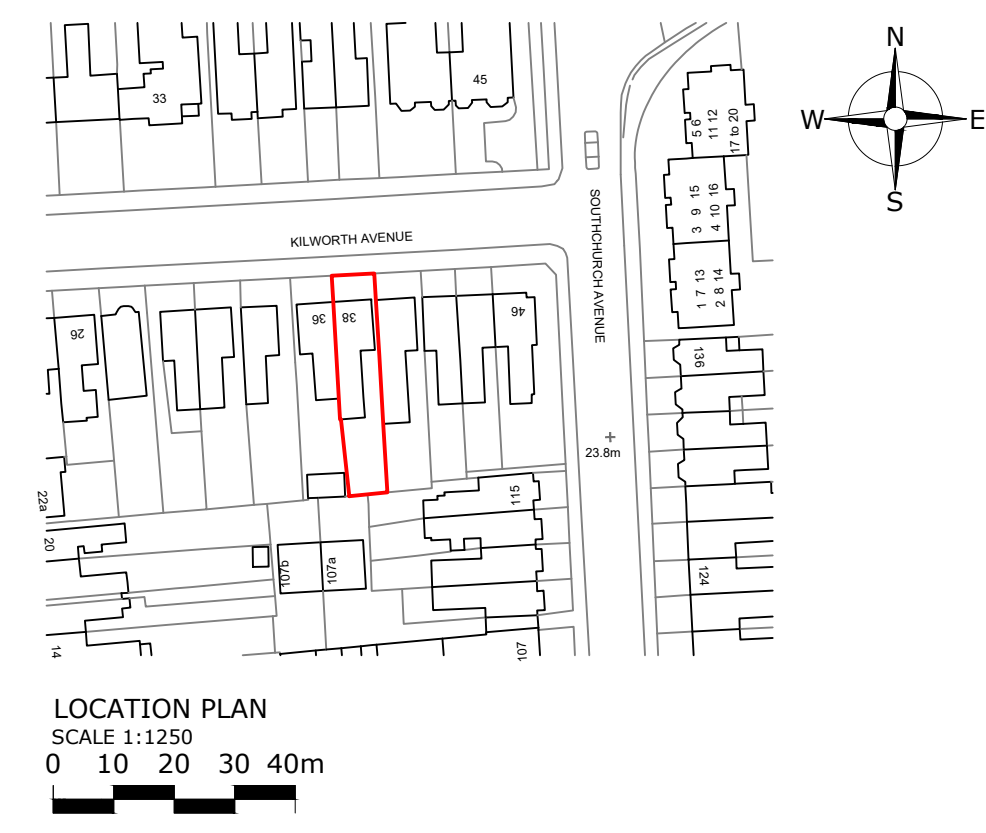 45
33
N
W
E
S
5 6
11 12
17 to 20
3 9 15
4 10 16
1 7 13
2 8 14
KILWORTH AVENUE
SOUTHCHURCH AVENUE
26
36
38
46
136
23.8m
22a
115
20
107b
107a
124
14
107
LOCATION PLAN
SCALE 1:1250
0 10 20 30 40m